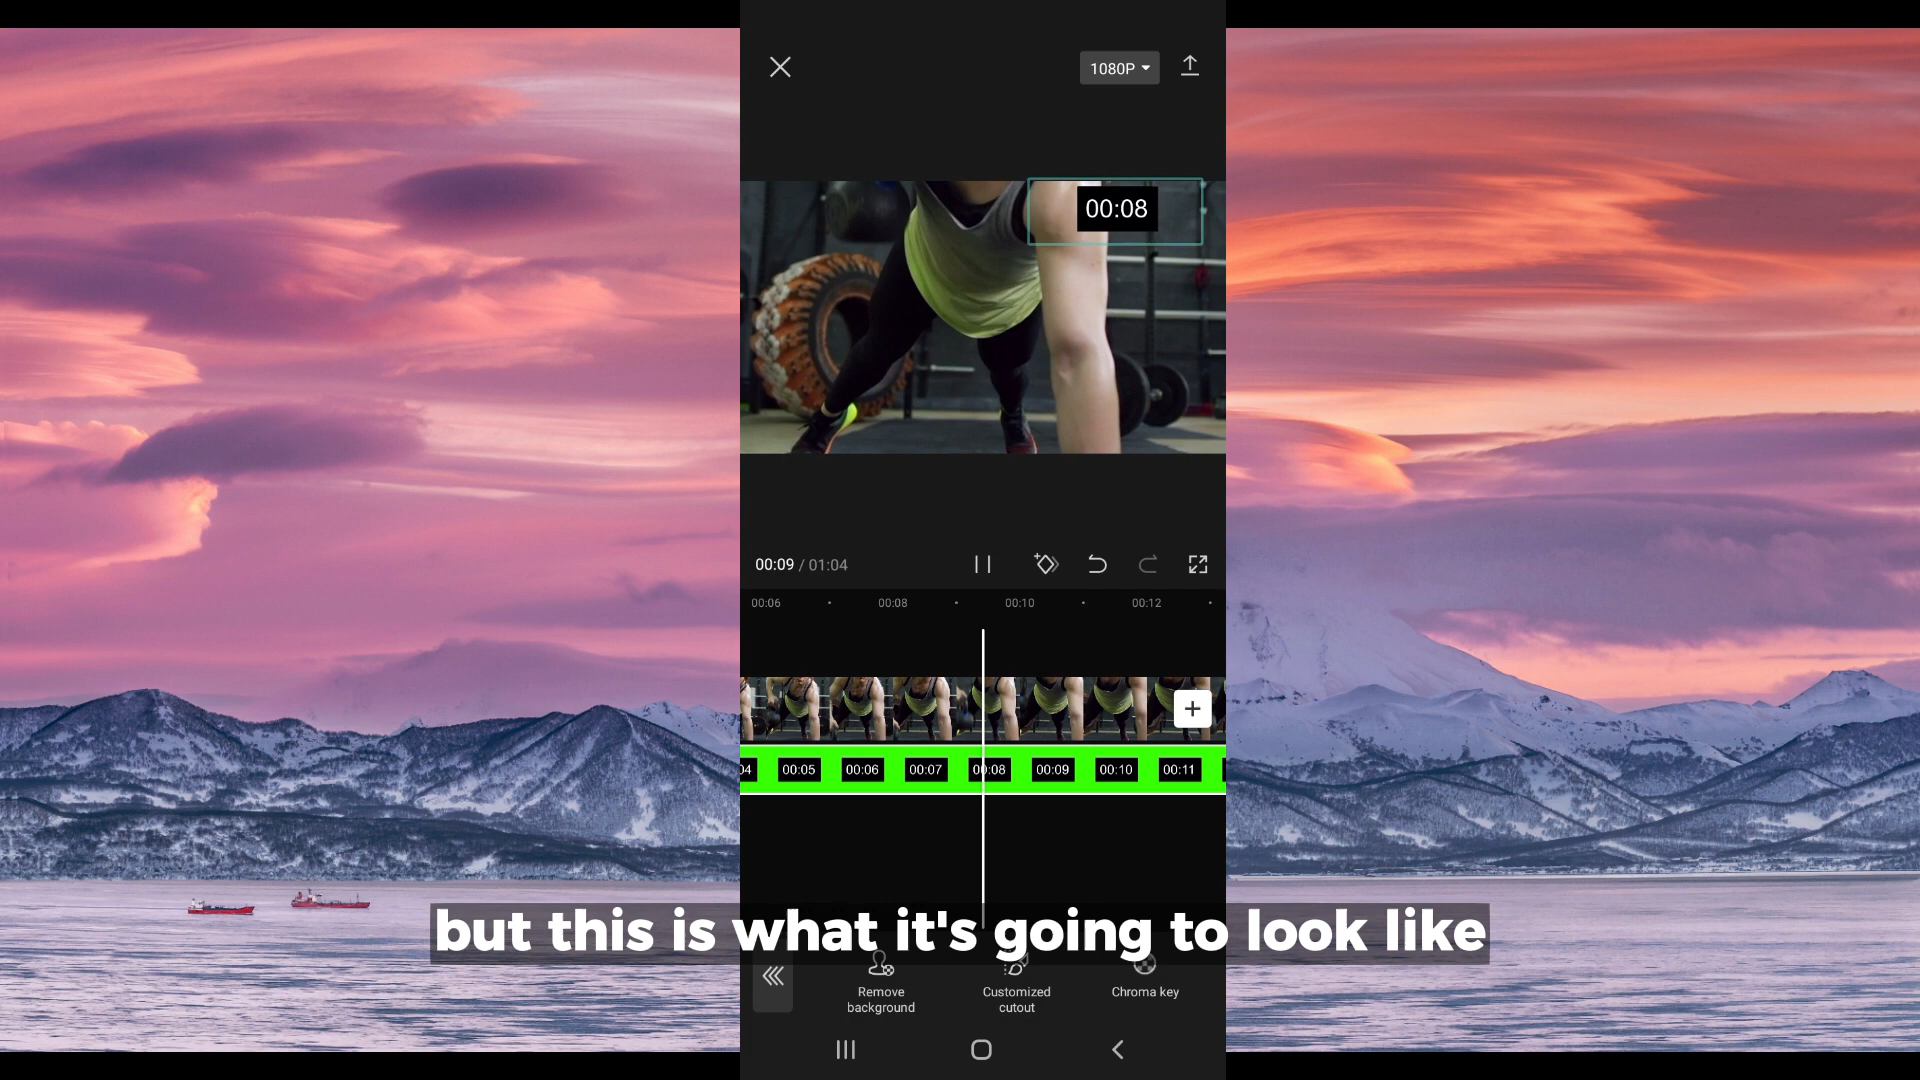 1080P
00:08
00:09 / 01:04
00:06 00:08 00:10 00:12
04 00:05 00:06 00:07 00:08 00:09 00:10 00:11
but this is what it's going to look like
Remove
background
Customized
cutout
Chroma key